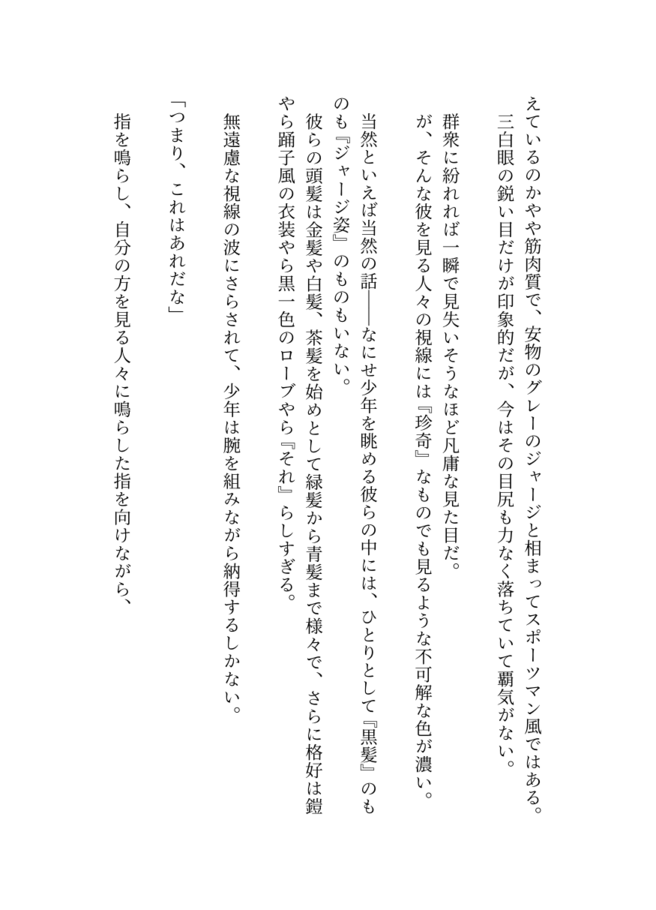 えているのかやや筋肉質で、安物のグレーのジャージと相まってスポーツマン風ではある。
三白眼の鋭い目だけが印象的だが、今はその目尻も力なく落ちていて覇気がない。
群衆に紛れれば一瞬で見失いそうなほど凡庸な見た目だ。
が、そんな彼を見る人々の視線には『珍奇』なものでも見るような不可解な色が濃い。
当然といえば当然の話――なにせ少年を眺める彼らの中には、ひとりとして『黒髪』のも
のも『ジャージ姿』のものもいない。
彼らの頭髪は金髪や白髪、茶髪を始めとして緑髪から青髪まで様々で、さらに格好は鎧
やら踊子風の衣装やら黒一色のローブやら『それ』らしすぎる。
無遠慮な視線の波にさらされて、少年は腕を組みながら納得するしかない。
「つまり、これはあれだな」
指を鳴らし、自分の方を見る人々に鳴らした指を向けながら、